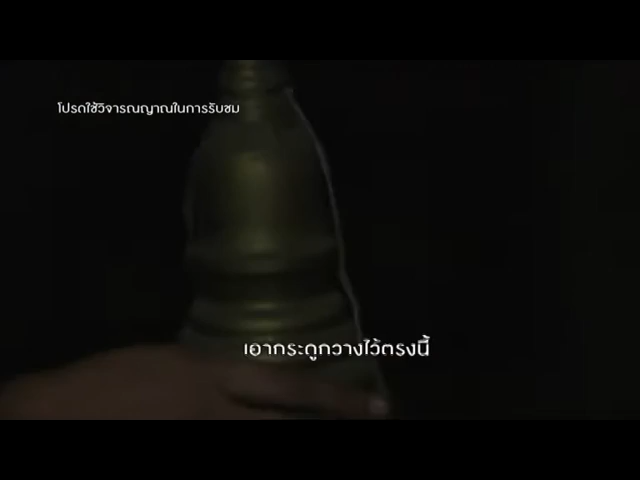 โปรดใช้วิจารณญาณในการรับชม
เอากระดูกวางไว้ตรงนี้